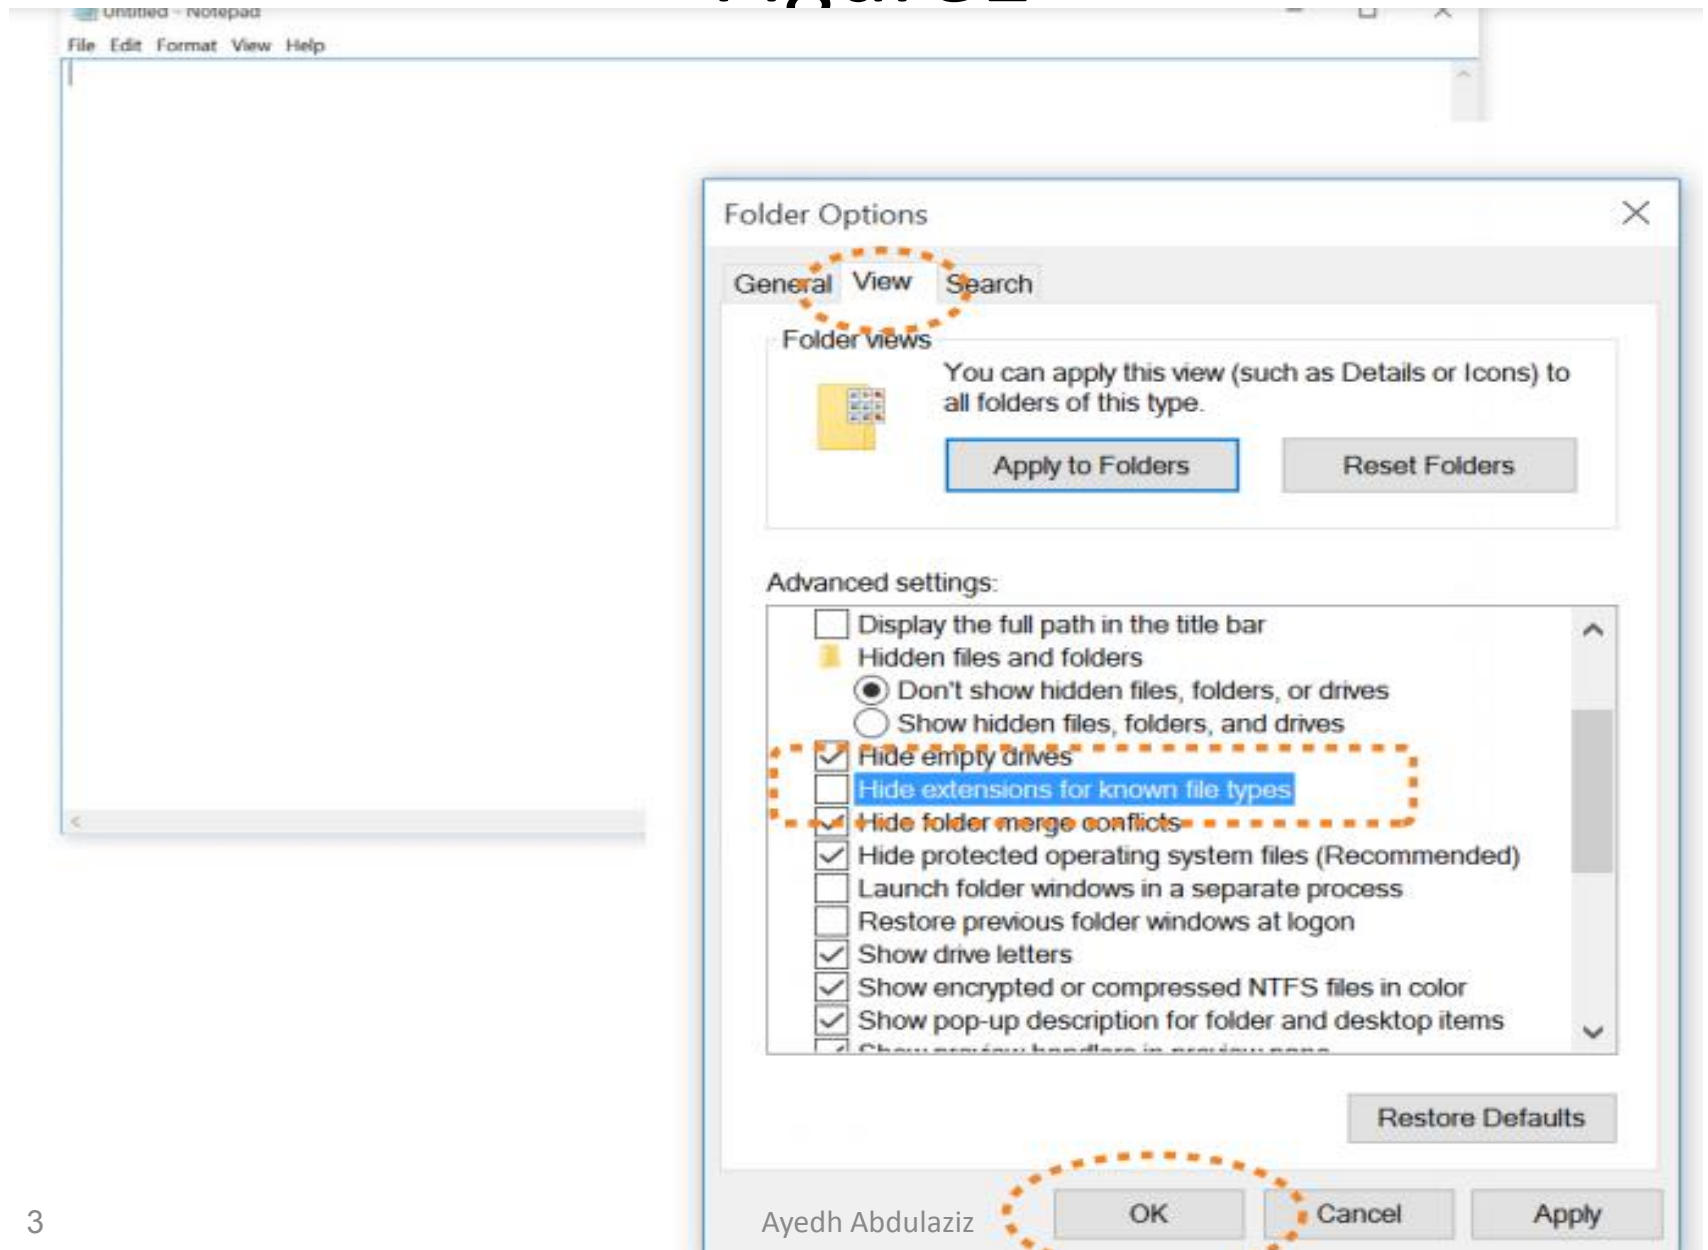 Untitled - Notepad
File Edit Format View Help
Folder Options
General View Search
Folder views
You can apply this view (such as Details or Icons) to
all folders of this type.
Apply to Folders Reset Folders
Advanced settings:
Display the full path in the title bar
Hidden files and folders
Don't show hidden files, folders, or drives
Show hidden files, folders, and drives
Hide empty drives
Hide extensions for known file types
Hide folder merge conflicts
Hide protected operating system files (Recommended)
Launch folder windows in a separate process
Restore previous folder windows at logon
Show drive letters
Show encrypted or compressed NTFS files in color
Show pop-up description for folder and desktop items
Show preview handlers in preview pane
Restore Defaults
OK Cancel Apply
3
Ayedh Abdulaziz